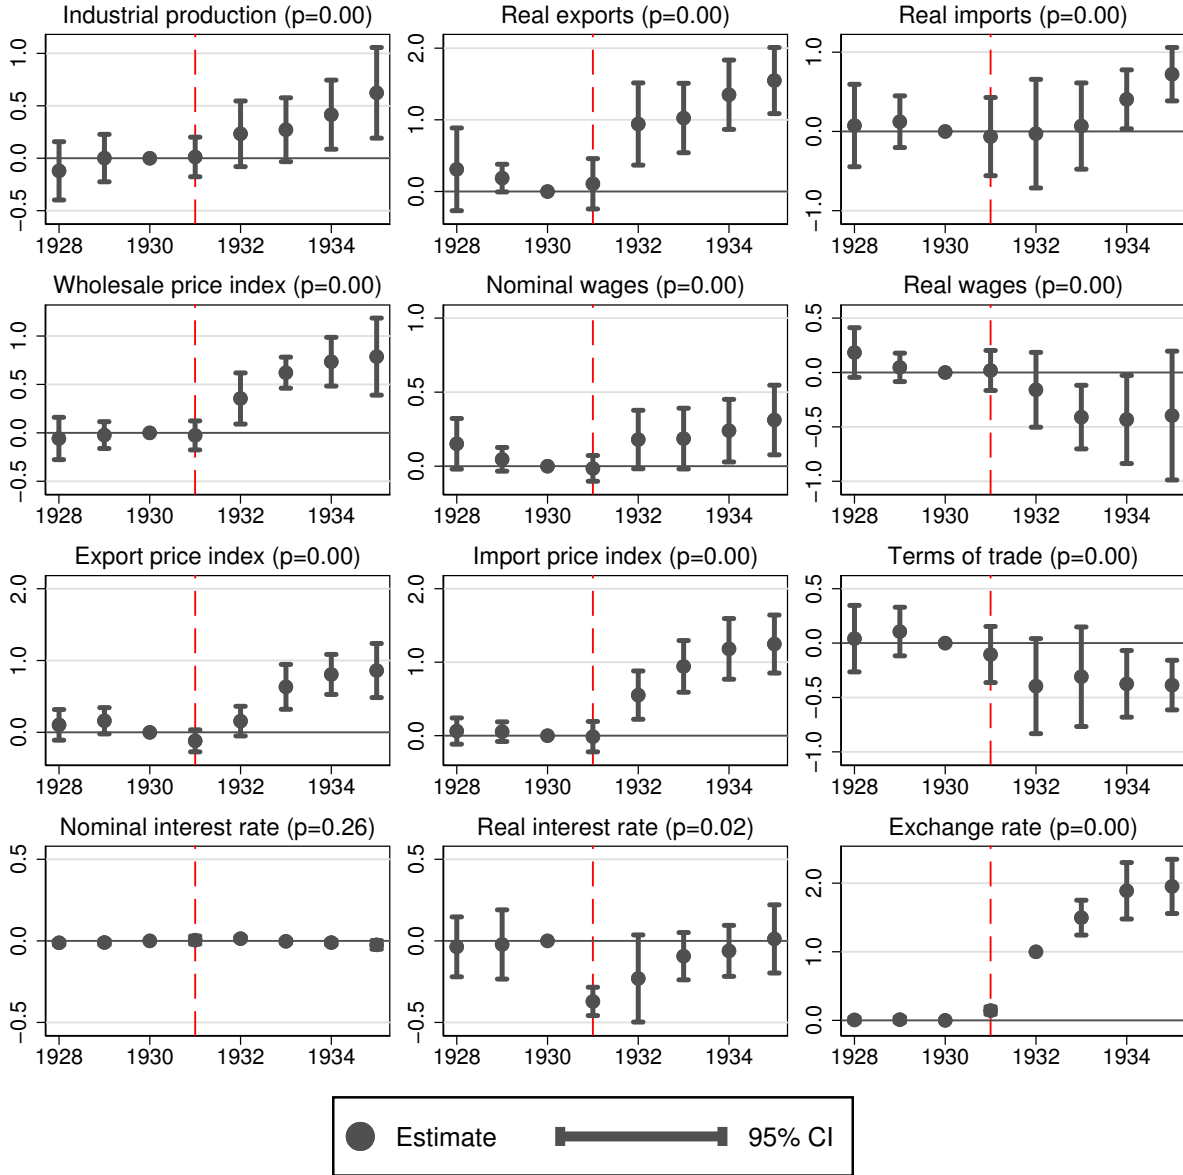 Industrial production (p=0.00)
−0.5 0.0 0.5 1.0
1928 1930 1932 1934
Real exports (p=0.00)
0.0 1.0 2.0
1928 1930 1932 1934
Real imports (p=0.00)
−1.0 0.0 1.0
1928 1930 1932 1934
Wholesale price index (p=0.00)
−0.5 0.0 0.5 1.0
1928 1930 1932 1934
Nominal wages (p=0.00)
0.0 0.5 1.0
1928 1930 1932 1934
Real wages (p=0.00)
−1.0 −0.5 0.0 0.5
1928 1930 1932 1934
Export price index (p=0.00)
0.0 1.0 2.0
1928 1930 1932 1934
Import price index (p=0.00)
0.0 1.0 2.0
1928 1930 1932 1934
Terms of trade (p=0.00)
−1.0 −0.5 0.0 0.5
1928 1930 1932 1934
Nominal interest rate (p=0.26)
−0.5 0.0 0.5
1928 1930 1932 1934
Real interest rate (p=0.02)
−0.5 0.0 0.5
1928 1930 1932 1934
Exchange rate (p=0.00)
0.0 1.0 2.0
1928 1930 1932 1934
Estimate 95% CI